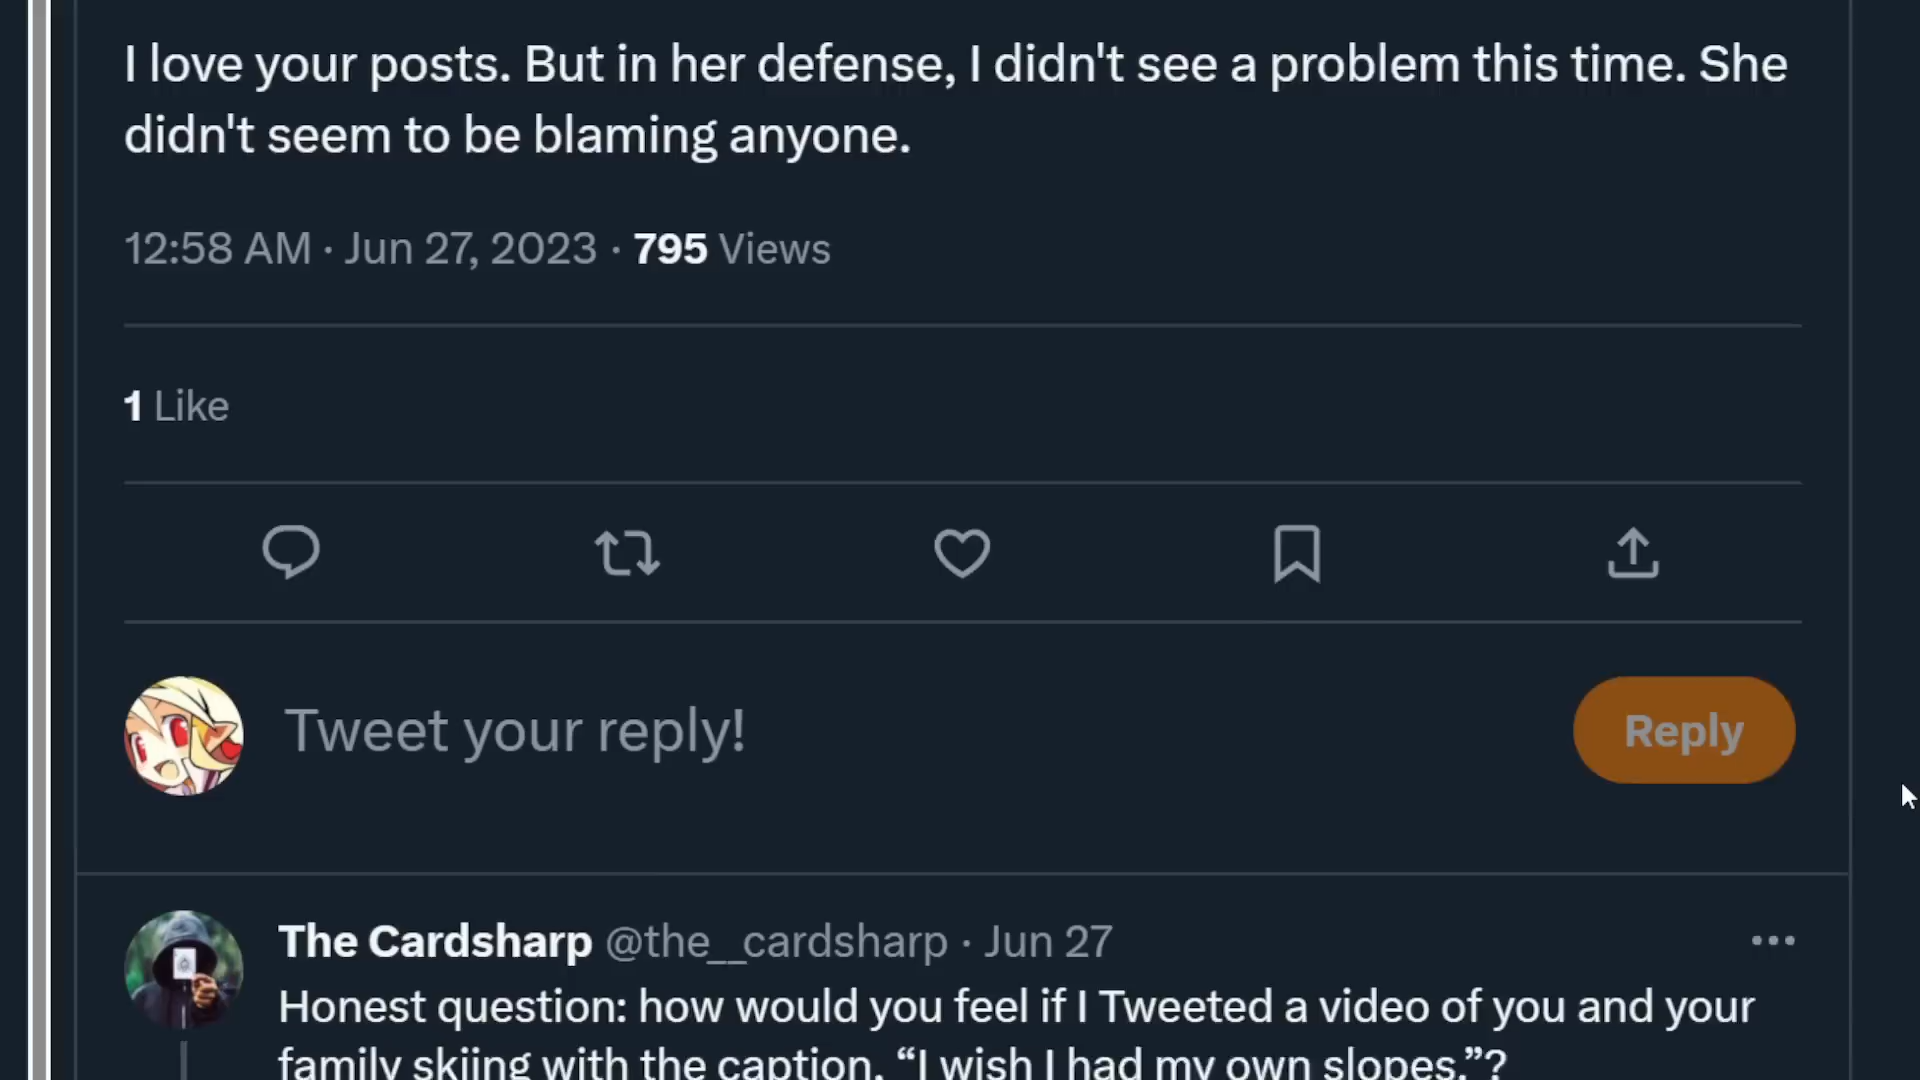 I love your posts. But in her defense, I didn't see a problem this time. She
didn't seem to be blaming anyone.
12:58 AM · Jun 27, 2023 · 795 Views
1 Like
Tweet your reply!
Reply
The Cardsharp @the__cardsharp · Jun 27
Honest question: how would you feel if I Tweeted a video of you and your
family skiing with the caption, “I wish I had my own slopes.”?